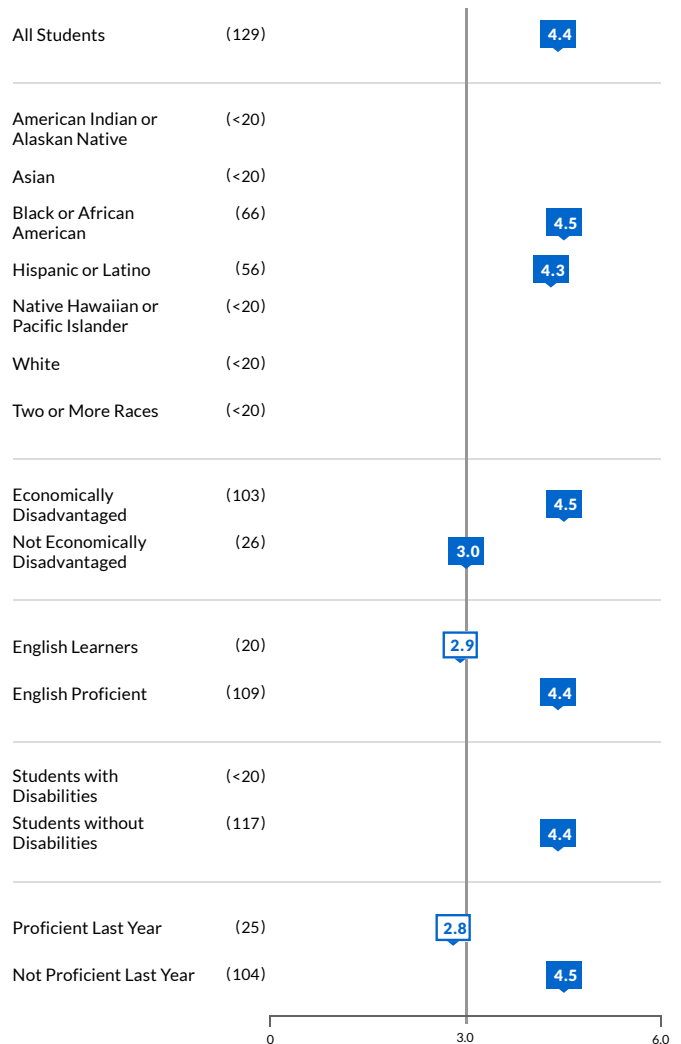 All Students (129) 4.4
American Indian or (<20)
Alaskan Native
Asian (<20)
Black or African (66) 4.5
American
Hispanic or Latino (56) 4.3
Native Hawaiian or (<20)
Pacific Islander
White (<20)
Two or More Races (<20)
Economically (103) 4.5
Disadvantaged
Not Economically (26) 3.0
Disadvantaged
English Learners (20) 2.9
English Proficient (109) 4.4
Students with (<20)
Disabilities
Students without (117) 4.4
Disabilities
Proficient Last Year (25) 2.8
Not Proficient Last Year (104) 4.5
0 3.0 6.0